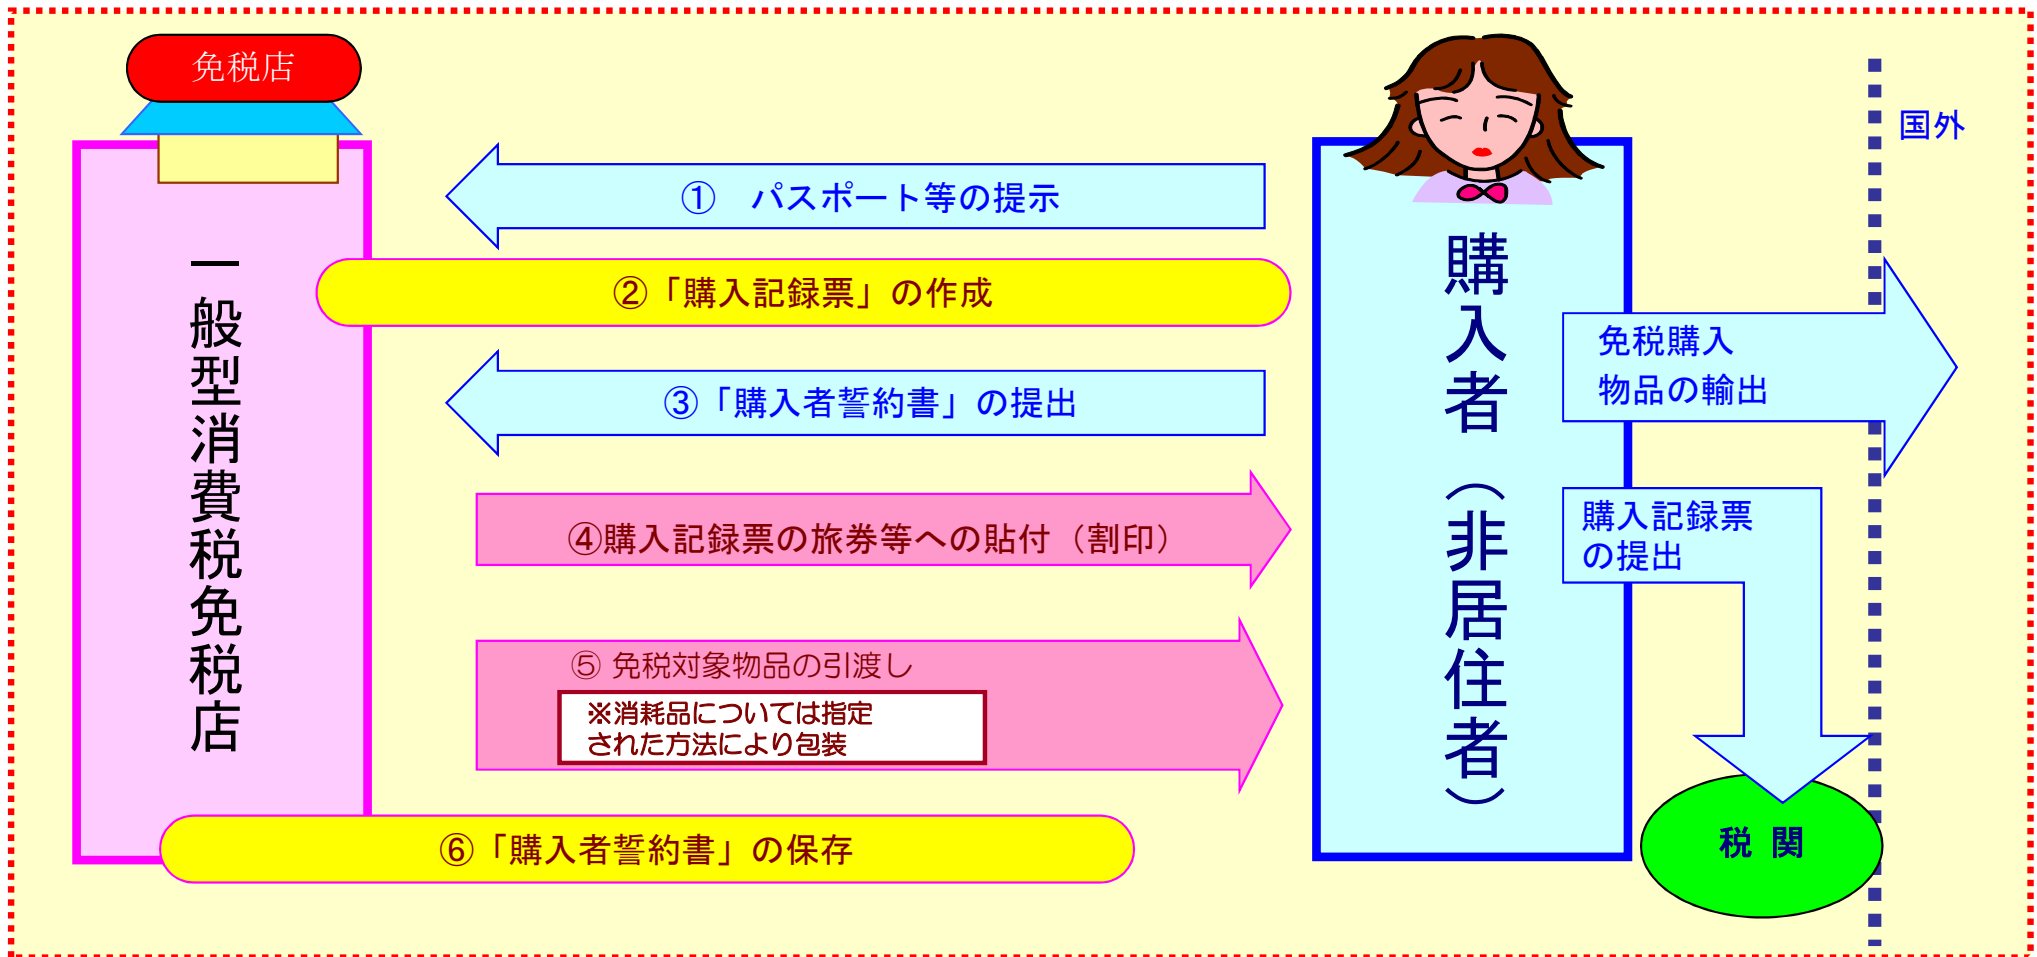 免税店
一般型消費税免税店
①　パスポート等の提示
②「購入記録票」の作成
③「購入者誓約書」の提出
④購入記録票の旅券等への貼付（割印）
⑤ 免税対象物品の引渡し
※消耗品については指定
された方法により包装
⑥「購入者誓約書」の保存
購入者（非居住者）
国外
免税購入
物品の輸出
購入記録票
の提出
税 関